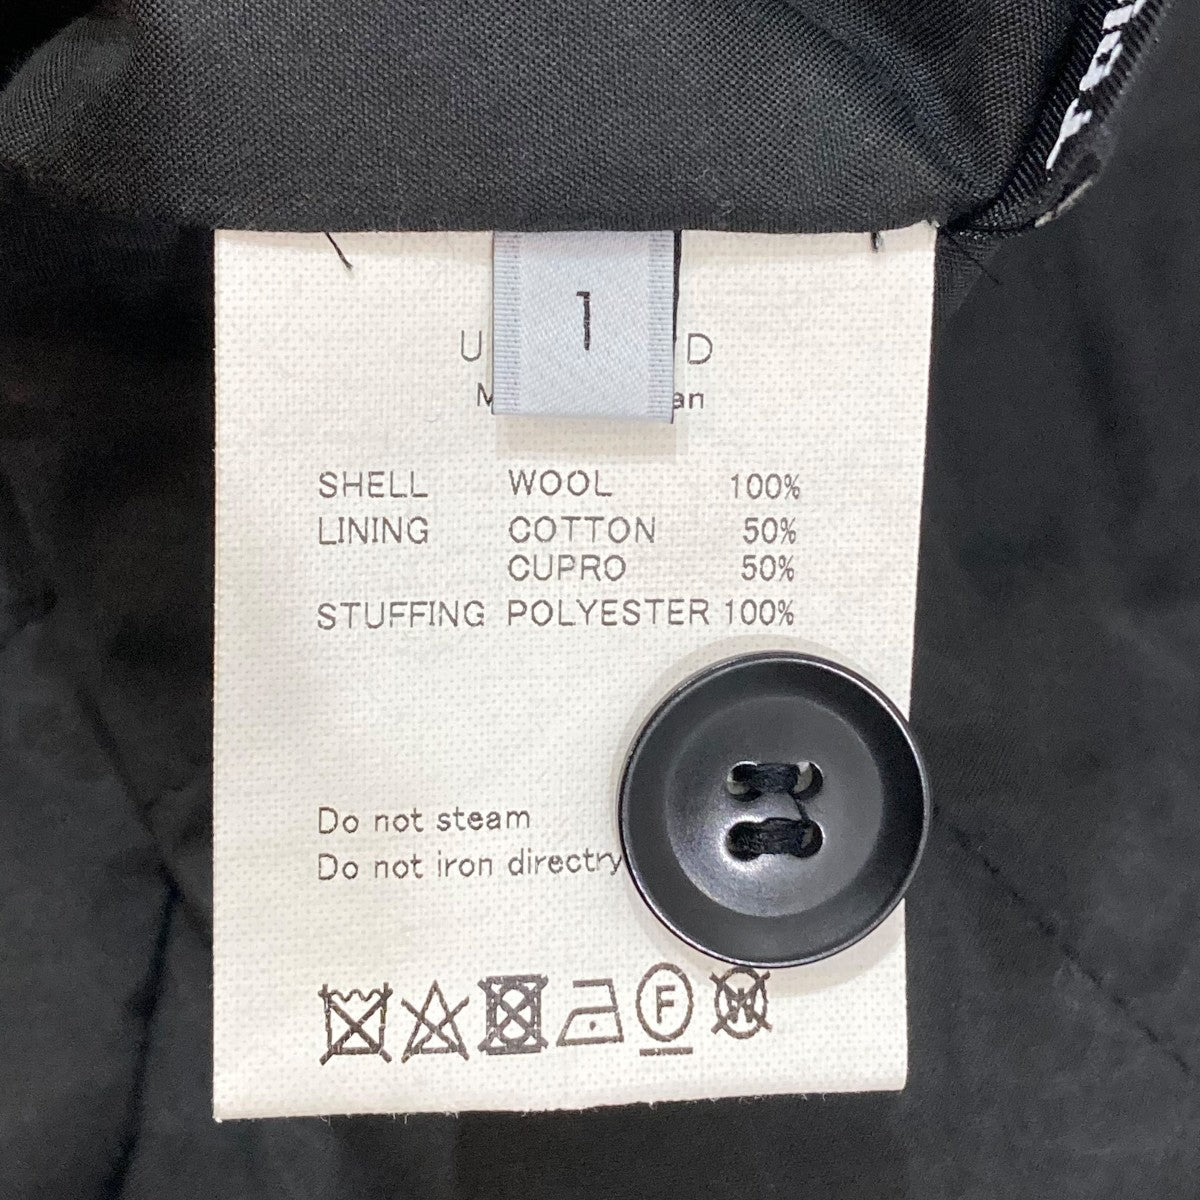 1
SHELL WOOL 100%
LINING COTTON 50%
CUPRO 50%
STUFFING POLYESTER 100%
Do not steam
Do not iron directry
F
W